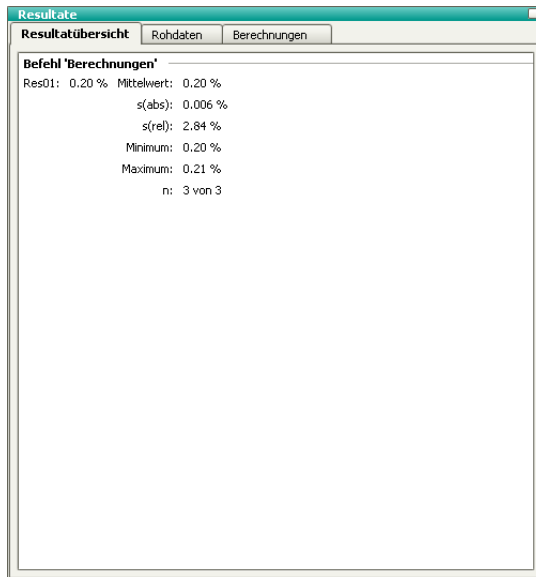 Resultate
Resultatübersicht Rohdaten Berechnungen
Befehl 'Berechnungen'
Res01: 0.20 % Mittelwert: 0.20 %
s(abs): 0.006 %
s(rel): 2.84 %
Minimum: 0.20 %
Maximum: 0.21 %
n: 3 von 3